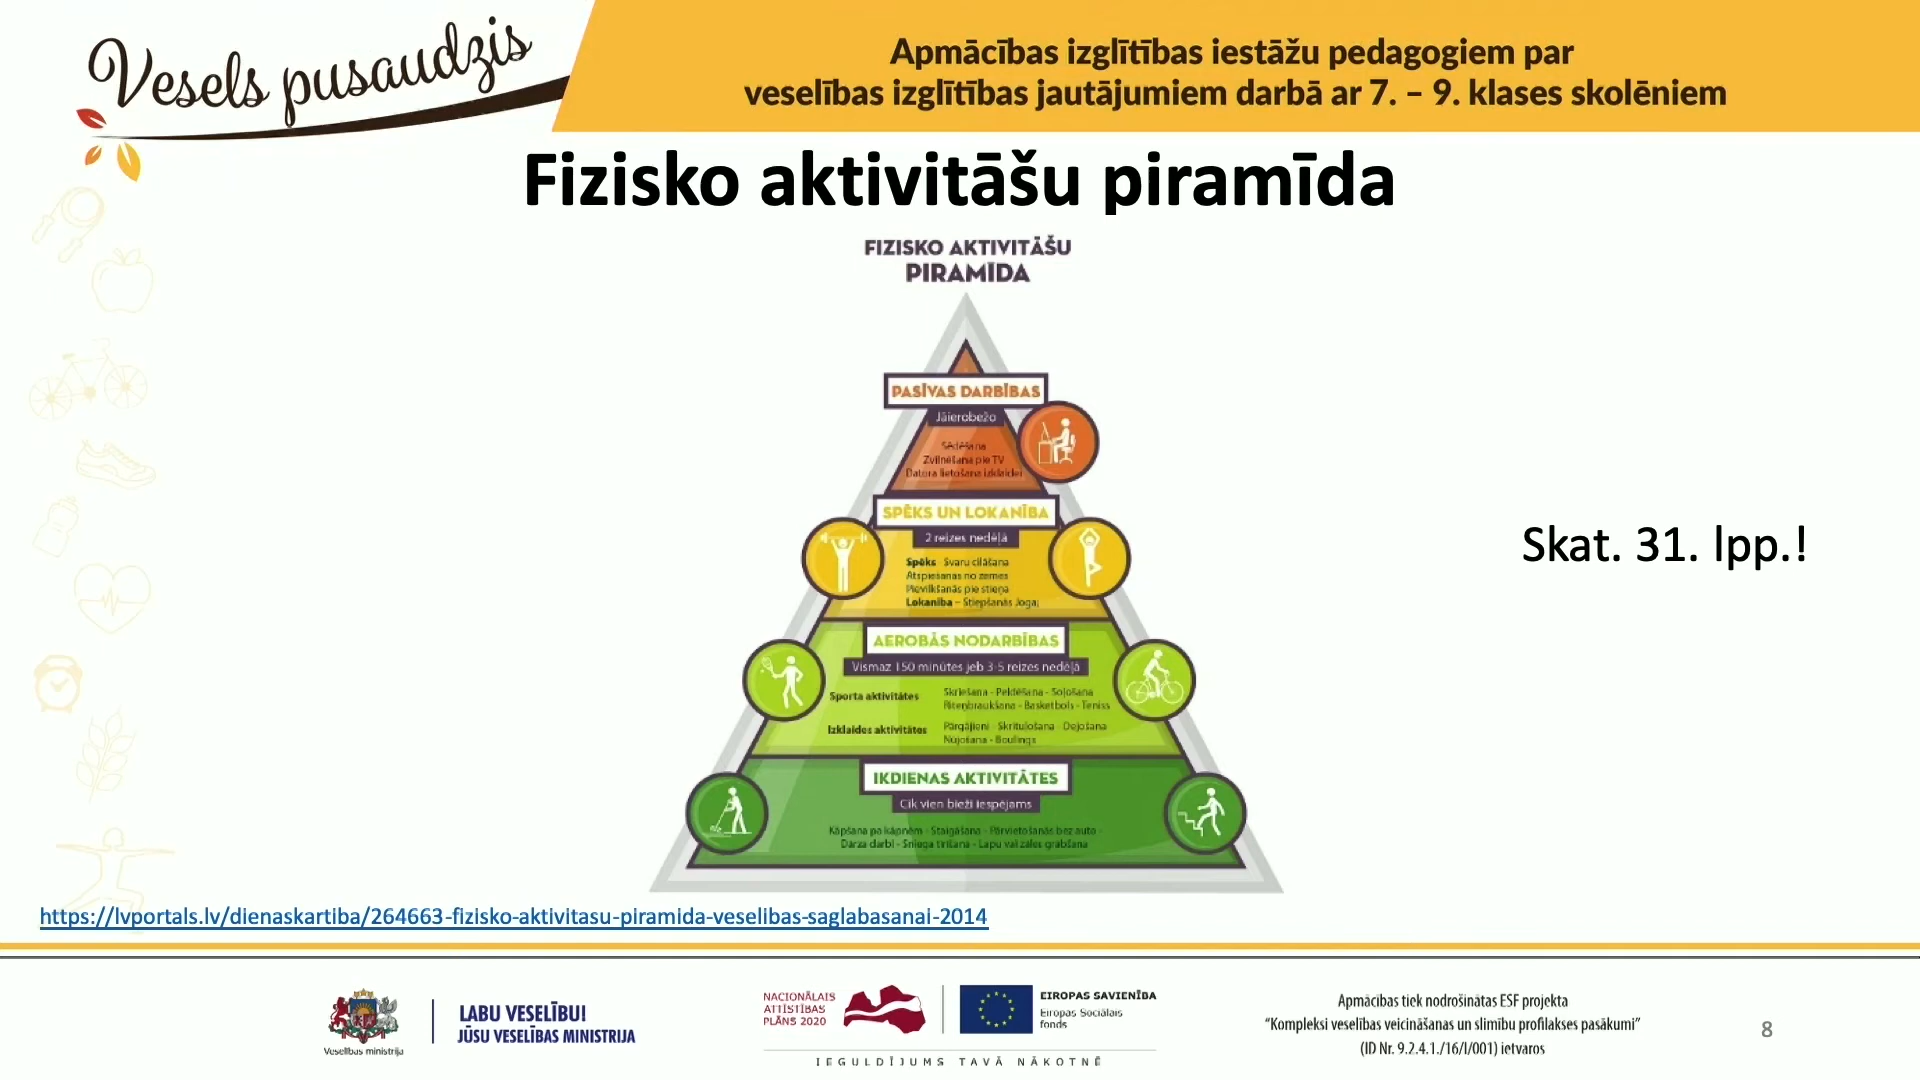 Vesels pusaudzis
Apmācības izglītības iestāžu pedagogiem par
veselības izglītības jautājumiem darbā ar 7. – 9. klases skolēniem
Fizisko aktivitāšu piramīda
FIZISKO AKTIVITĀŠU
PIRAMĪDA
PASĪVAS DARBĪBAS
Jāierobežo
Sēdēšana
Zvilnēšana pie TV
Datora lietošana izklaidei
SPĒKS UN LOKANĪBA
2 reizes nedēļā
Spēks - Svaru cilāšana
Atspiešanās no zemes
Pievilkšanās pie stieņa
Lokanība – Stiepšanās Joga
Skat. 31. lpp.!
AEROBĀS NODARBĪBAS
Vismaz 150 minūtes jeb 3-5 reizes nedēļā
Sporta aktivitātes
Skriešana - Peldēšana - Soļošana
Riteņbraukšana - Basketbols - Teniss
Izklaides aktivitātes
Pārgājieni - Skrituļošana - Dejošana
Nūjošana - Boulings
IKDIENAS AKTIVITĀTES
Cik vien bieži iespējams
Kāpšana pa kāpnēm - Staigāšana - Pārvietošanās bez auto -
Dārza darbi - Sniega tīrīšana - Lapu vai zāles grābšana
https://lvportals.lv/dienaskartiba/264663-fizisko-aktivitasu-piramida-veselibas-saglabasanai-2014
Veselības ministrija
LABU VESELĪBU!
JŪSU VESELĪBAS MINISTRIJA
NACIONĀLAIS
ATTĪSTĪBAS
PLĀNS 2020
EIROPAS SAVIENĪBA
Eiropas Sociālais
fonds
IEGULDĪJUMS TAVĀ NĀKOTNĒ
Apmācības tiek nodrošinātas ESF projekta
“Kompleksi veselības veicināšanas un slimību profilakses pasākumi”
(ID Nr. 9.2.4.1./16/I/001) ietvaros
8